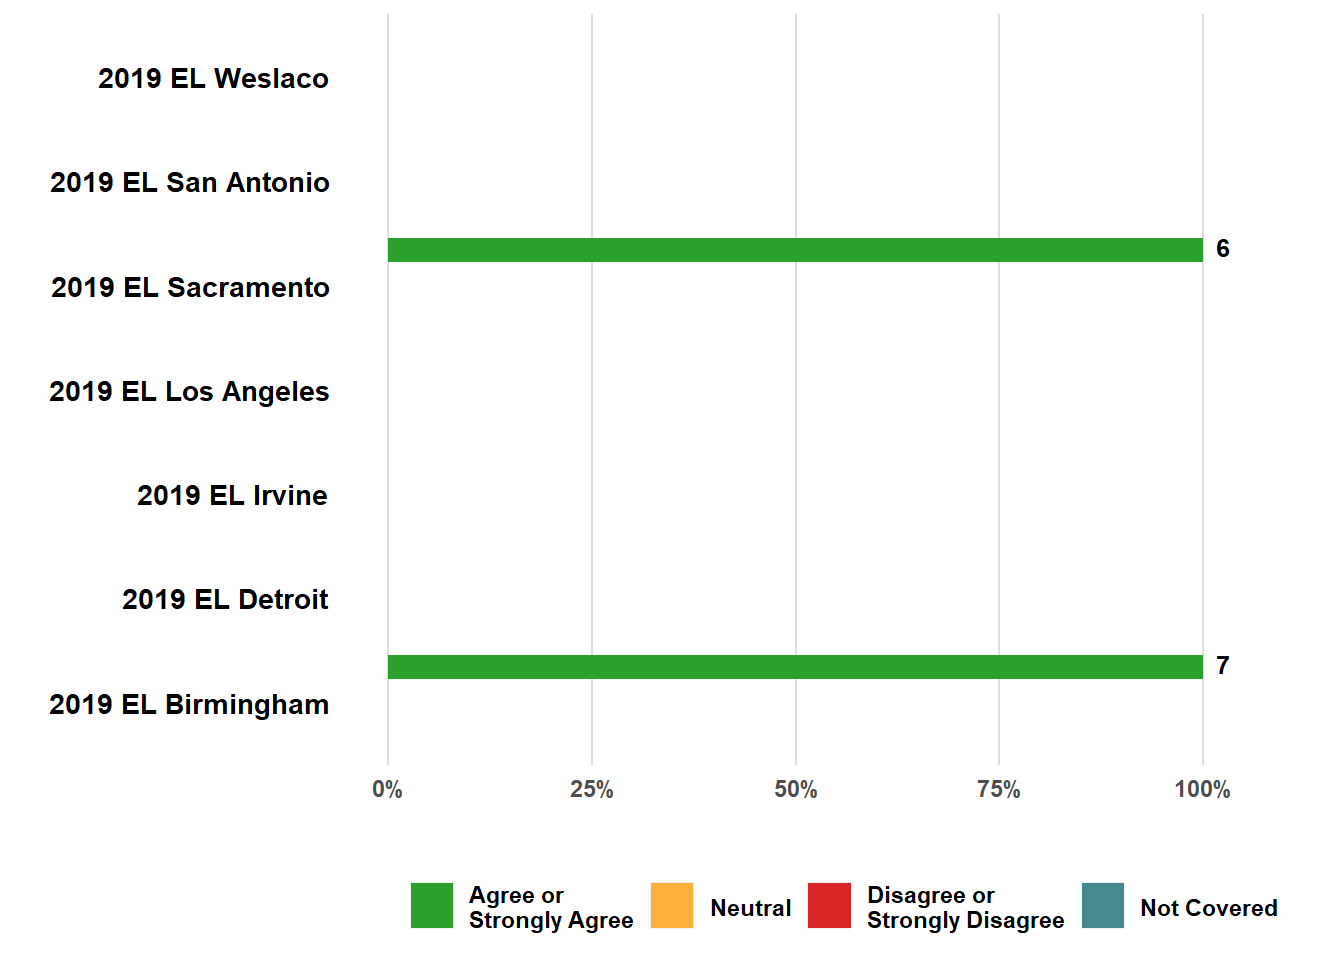 2019 EL Weslaco
2019 EL San Antonio
6
2019 EL Sacramento
2019 EL Los Angeles
2019 EL Irvine
2019 EL Detroit
7
2019 EL Birmingham
0% 25% 50% 75% 100%
Agree or
Strongly Agree
Neutral
Disagree or
Strongly Disagree
Not Covered